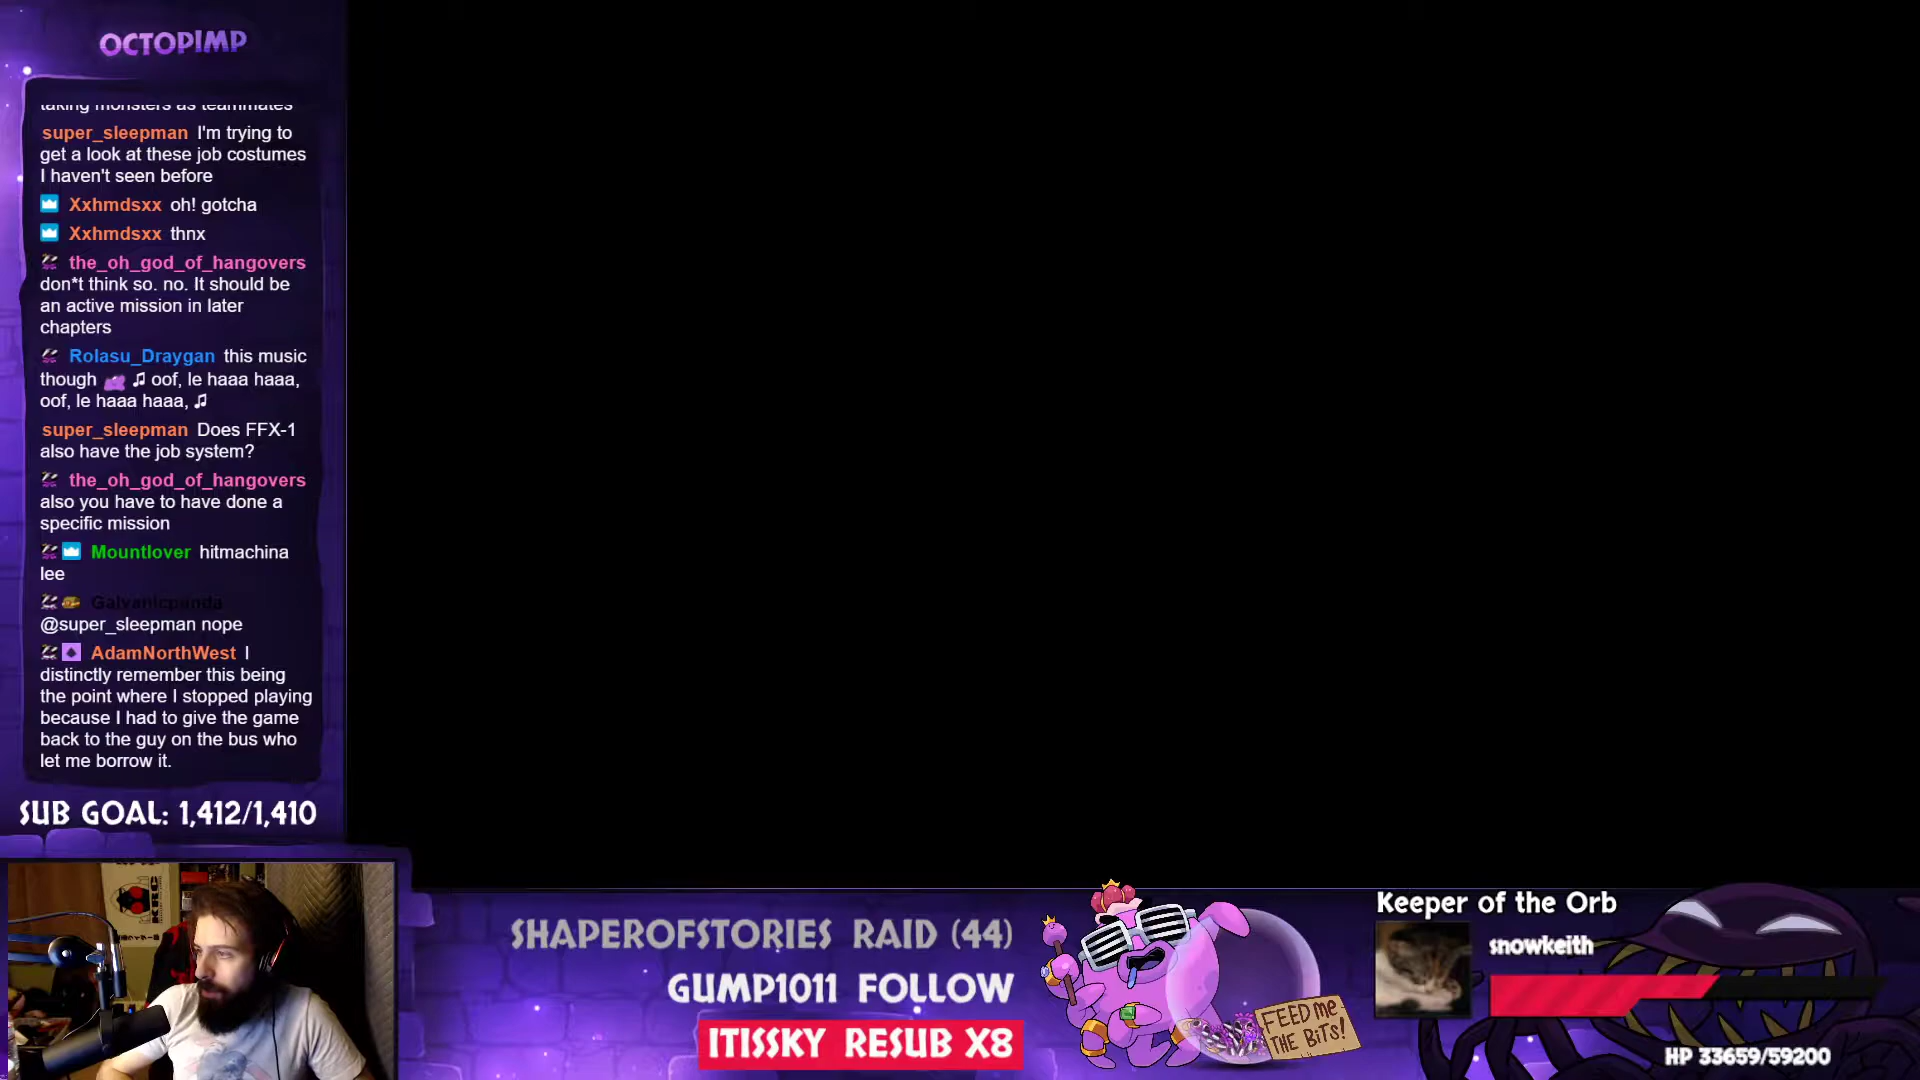 OCTOPIMP
taking monsters as teammates
super_sleepman I'm trying to
get a look at these job costumes
I haven't seen before
Xxhmdsxx oh! gotcha
Xxhmdsxx thnx
the_oh_god_of_hangovers
don*t think so. no. It should be
an active mission in later
chapters
Rolasu_Draygan this music
though ♫ oof, le haaa haaa,
oof, le haaa haaa, ♫
super_sleepman Does FFX-1
also have the job system?
the_oh_god_of_hangovers
also you have to have done a
specific mission
Mountlover hitmachina
lee
Galvanicpanda
@super_sleepman nope
AdamNorthWest I
distinctly remember this being
the point where I stopped playing
because I had to give the game
back to the guy on the bus who
let me borrow it.
SUB GOAL: 1,412/1,410
SHAPEROFSTORIES RAID (44)
GUMP1011 FOLLOW
ITISSKY RESUB X8
FEED ME
THE BITS!
Keeper of the Orb
snowkeith
HP 33659/59200